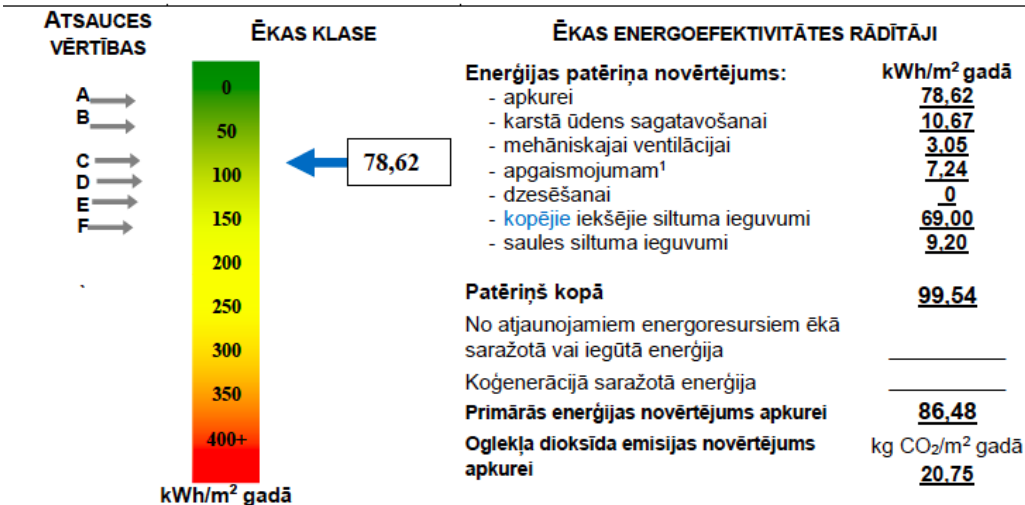 ATSAUCES
VĒRTĪBAS
A
B
C
D
E
F
`
ĒKAS KLASE
0
50
100
150
200
250
300
350
400+
kWh/m² gadā
78,62
ĒKAS ENERGOEFEKTIVITĀTES RĀDĪTĀJI
Enerģijas patēriņa novērtējums: kWh/m² gadā
- apkurei 78,62
- karstā ūdens sagatavošanai 10,67
- mehāniskajai ventilācijai 3,05
- apgaismojumam¹ 7,24
- dzesēšanai 0
- kopējie iekšējie siltuma ieguvumi 69,00
- saules siltuma ieguvumi 9,20
Patēriņš kopā 99,54
No atjaunojamiem energoresursiem ēkā
saražotā vai iegūtā enerģija
Koģenerācijā saražotā enerģija
Primārās enerģijas novērtējums apkurei 86,48
Oglekļa dioksīda emisijas novērtējums kg CO₂/m² gadā
apkurei 20,75